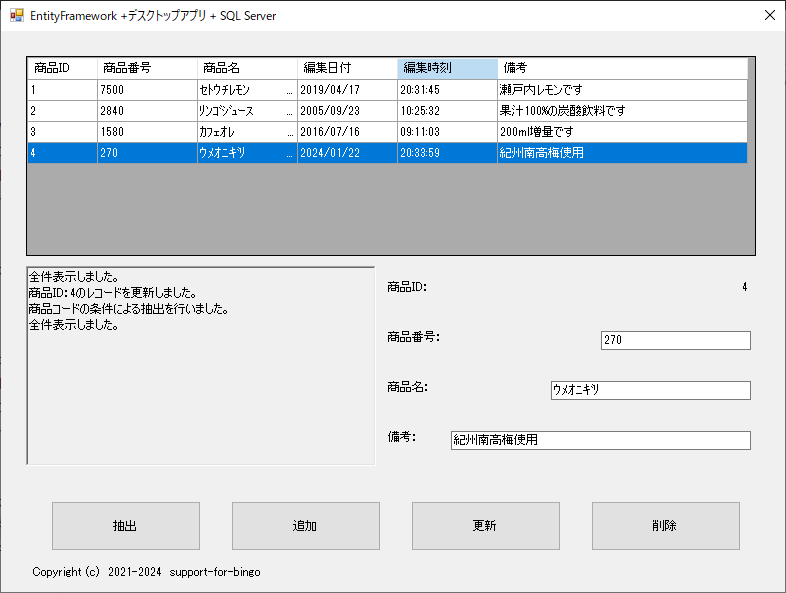 EntityFramework +デスクトップアプリ + SQL Server
商品ID 商品番号 商品名 編集日付 編集時刻 備考
1 7500 ｾﾄｳﾁﾚﾓﾝ ... 2019/04/17 20:31:45 瀬戸内レモンです
2 2840 ﾘﾝｺﾞｼﾞｭｰｽ ... 2005/09/23 10:25:32 果汁100%の炭酸飲料です
3 1580 ｶﾌｪｵﾚ ... 2016/07/16 09:11:03 200ml増量です
4 270 ｳﾒｵﾆｷﾞﾘ ... 2024/01/22 20:33:59 紀州南高梅使用
全件表示しました。
商品ID:4のレコードを更新しました。
商品コードの条件による抽出を行いました。
全件表示しました。
商品ID: 4
商品番号: 270
商品名: ｳﾒｵﾆｷﾞﾘ
備考: 紀州南高梅使用
抽出 追加 更新 削除
Copyright (c) 2021-2024 support-for-bingo